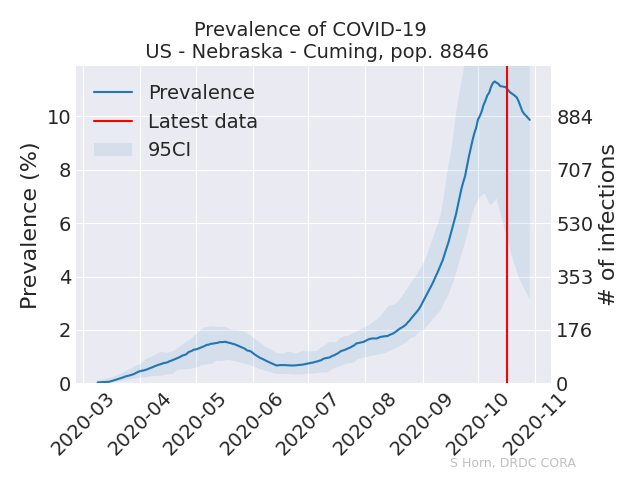 Prevalence of COVID-19
US - Nebraska - Cuming, pop. 8846
Prevalence
Latest data
95CI
Prevalence (%)
10
8
6
4
2
0
884
707
530
353
176
0
# of infections
2020-03
2020-04
2020-05
2020-06
2020-07
2020-08
2020-09
2020-10
2020-11
S Horn, DRDC CORA